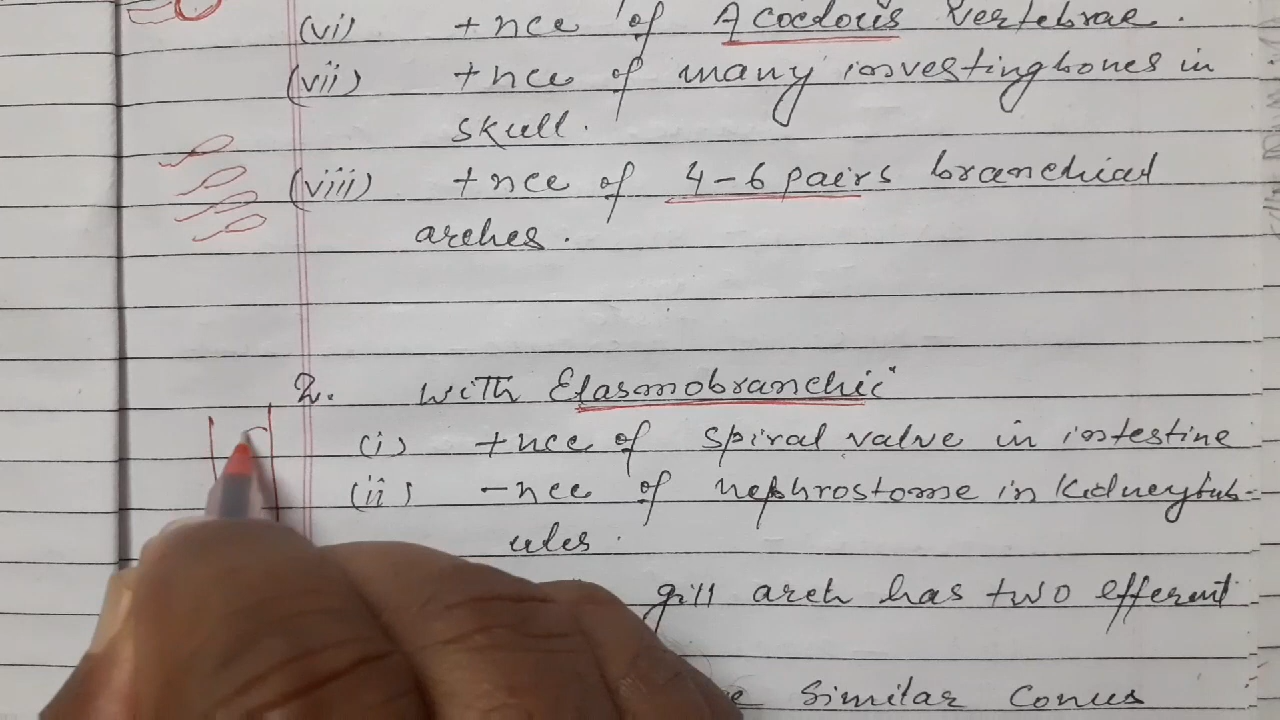 (vi) +nce of Acoelous vertebrae.
(vii) +nce of many investing bones in
skull.
(viii) +nce of 4-6 pairs branchial
arches.
2. with Elasmobranchii
(i) +nce of spiral valve in intestine
(ii) -nce of nephrostome in kidney tub-
ules.
gill arch has two efferent
similar conus